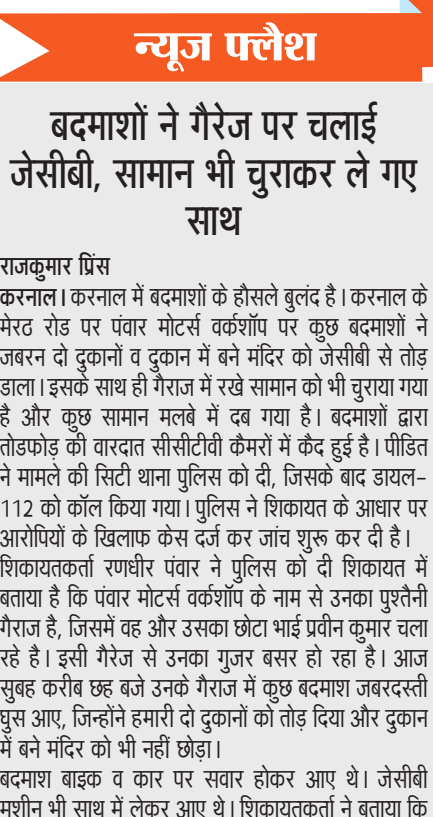 न्यूज फ्लैश
बदमाशों ने गैरेज पर चलाई
जेसीबी, सामान भी चुराकर ले गए
साथ
राजकुमार प्रिंस
करनाल। करनाल में बदमाशों के हौसले बुलंद है। करनाल के
मेरठ रोड पर पंवार मोटर्स वर्कशॉप पर कुछ बदमाशों ने
जबरन दो दुकानों व दुकान में बने मंदिर को जेसीबी से तोड़
डाला। इसके साथ ही गैराज में रखे सामान को भी चुराया गया
है और कुछ सामान मलबे में दब गया है। बदमाशों द्वारा
तोडफोड़ की वारदात सीसीटीवी कैमरों में कैद हुई है। पीडित
ने मामले की सिटी थाना पुलिस को दी, जिसके बाद डायल-
112 को कॉल किया गया। पुलिस ने शिकायत के आधार पर
आरोपियों के खिलाफ केस दर्ज कर जांच शुरू कर दी है।
शिकायतकर्ता रणधीर पंवार ने पुलिस को दी शिकायत में
बताया है कि पंवार मोटर्स वर्कशॉप के नाम से उनका पुश्तैनी
गैराज है, जिसमें वह और उसका छोटा भाई प्रवीन कुमार चला
रहे है। इसी गैरेज से उनका गुजर बसर हो रहा है। आज
सुबह करीब छह बजे उनके गैराज में कुछ बदमाश जबरदस्ती
घुस आए, जिन्होंने हमारी दो दुकानों को तोड़ दिया और दुकान
में बने मंदिर को भी नहीं छोड़ा।
बदमाश बाइक व कार पर सवार होकर आए थे। जेसीबी
मशीन भी साथ में लेकर आए थे। शिकायतकर्ता ने बताया कि